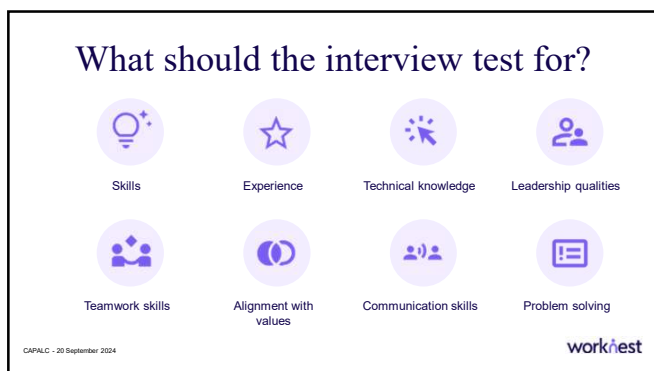 What should the interview test for?
Skills
Experience
Technical knowledge
Leadership qualities
Teamwork skills
Alignment with
values
Communication skills
Problem solving
CAPALC - 20 September 2024
worknest